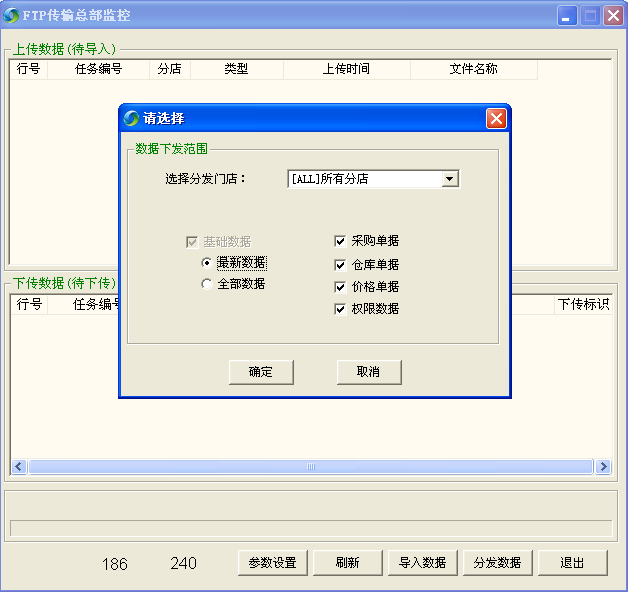 FTP传输总部监控
上传数据(待导入)
行号 任务编号 分店 类型 上传时间 文件名称
请选择
数据下发范围
选择分发门店： [ALL]所有分店
基础数据 采购单据
最新数据 仓库单据
全部数据 价格单据
权限数据
确定 取消
下传数据(待下传)
行号 任务编号 下传标识
186 240 参数设置 刷新 导入数据 分发数据 退出